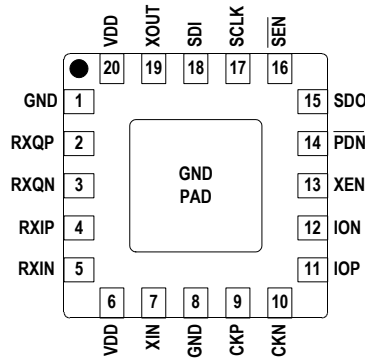 VDD XOUT SDI SCLK S̅E̅N̅
20 19 18 17 16
GND 1
RXQP 2
RXQN 3
RXIP 4
RXIN 5
GND
PAD
15 SDO
14 P̅D̅N̅
13 XEN
12 ION
11 IOP
6 7 8 9 10
VDD XIN GND CKP CKN